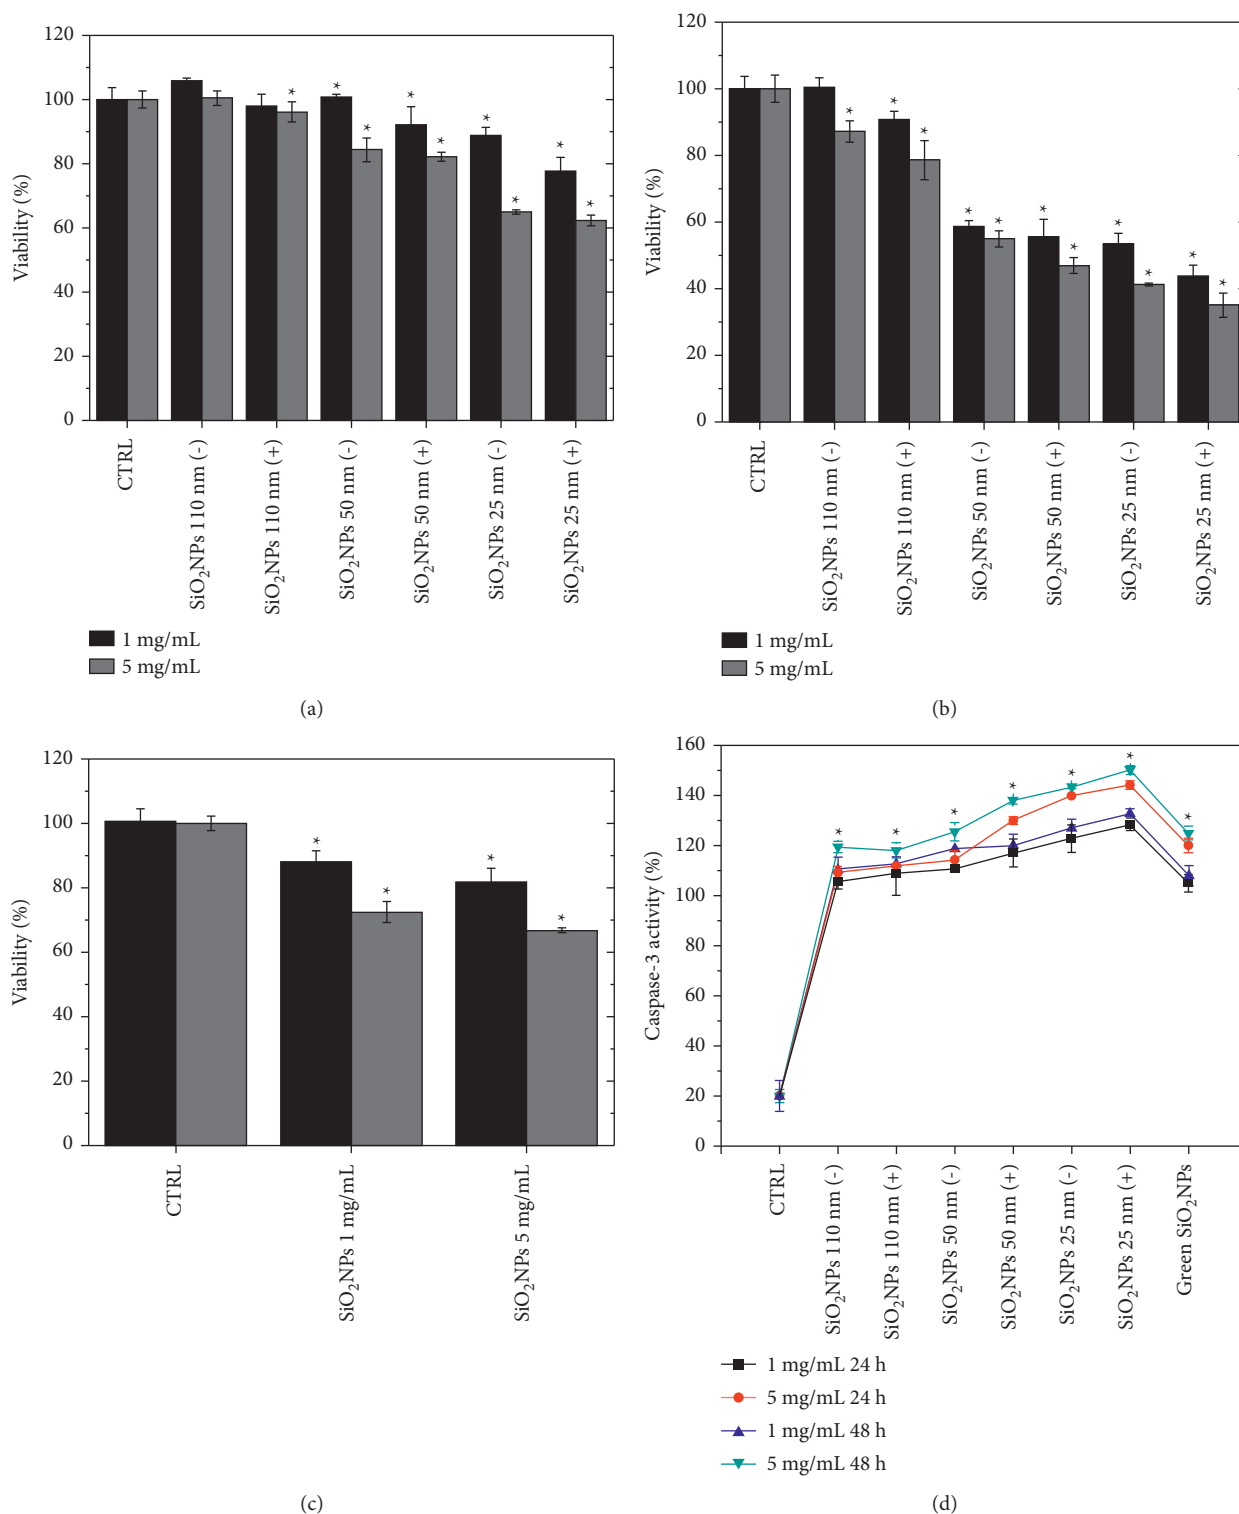 120
100
80
60
40
20
0
Viability (%)
*
*
*
*
*
*
*
*
*
*
CTRL
SiO₂NPs 110 nm (-)
SiO₂NPs 110 nm (+)
SiO₂NPs 50 nm (-)
SiO₂NPs 50 nm (+)
SiO₂NPs 25 nm (-)
SiO₂NPs 25 nm (+)
1 mg/mL
5 mg/mL
(a)
120
100
80
60
40
20
0
Viability (%)
*
*
*
*
*
*
*
*
*
*
*
CTRL
SiO₂NPs 110 nm (-)
SiO₂NPs 110 nm (+)
SiO₂NPs 50 nm (-)
SiO₂NPs 50 nm (+)
SiO₂NPs 25 nm (-)
SiO₂NPs 25 nm (+)
1 mg/mL
5 mg/mL
(b)
120
100
80
60
40
20
0
Viability (%)
*
*
*
*
CTRL
SiO₂NPs 1 mg/mL
SiO₂NPs 5 mg/mL
(c)
160
140
120
100
80
60
40
20
0
Caspase-3 activity (%)
*
*
*
*
*
*
*
CTRL
SiO₂NPs 110 nm (-)
SiO₂NPs 110 nm (+)
SiO₂NPs 50 nm (-)
SiO₂NPs 50 nm (+)
SiO₂NPs 25 nm (-)
SiO₂NPs 25 nm (+)
Green SiO₂NPs
1 mg/mL 24 h
5 mg/mL 24 h
1 mg/mL 48 h
5 mg/mL 48 h
(d)